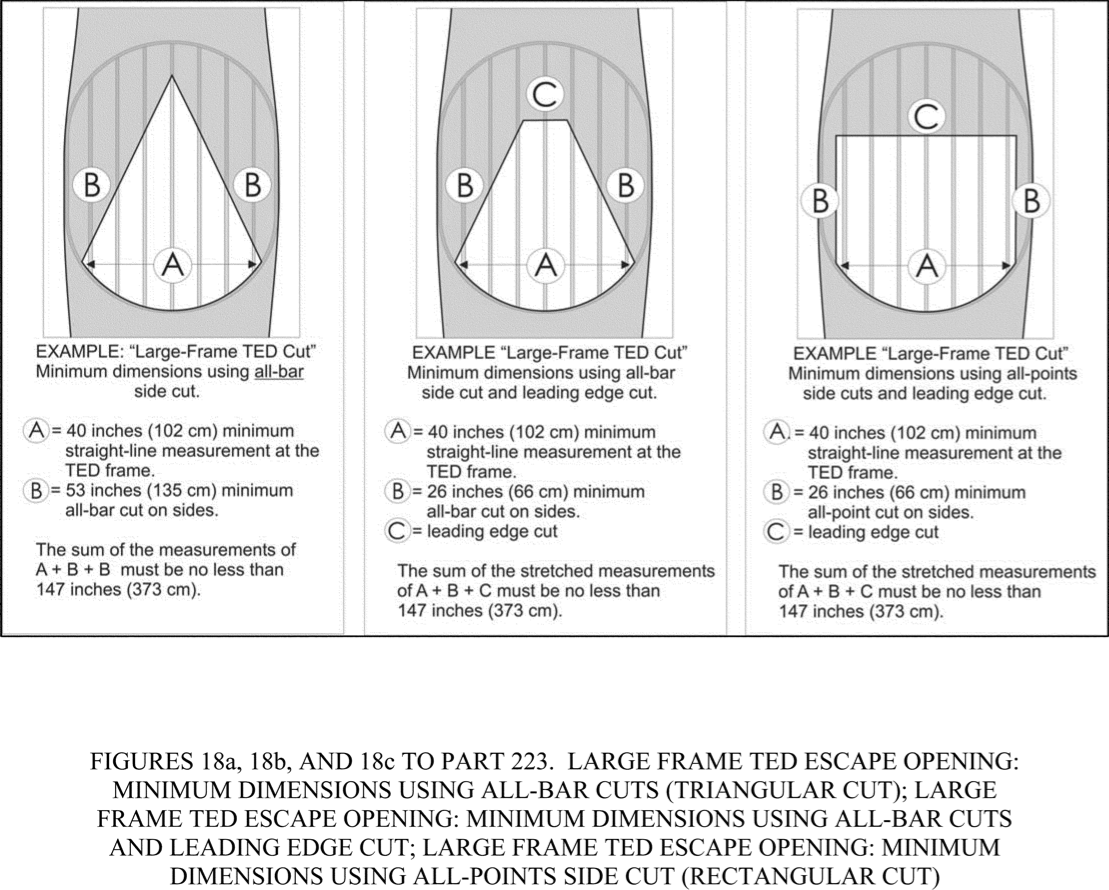 B
B
A
EXAMPLE: “Large-Frame TED Cut”
Minimum dimensions using all-bar
side cut.
A = 40 inches (102 cm) minimum
straight-line measurement at the
TED frame.
B = 53 inches (135 cm) minimum
all-bar cut on sides.
The sum of the measurements of
A + B + B must be no less than
147 inches (373 cm).
C
B
B
A
EXAMPLE “Large-Frame TED Cut”
Minimum dimensions using all-bar
side cut and leading edge cut.
A = 40 inches (102 cm) minimum
straight-line measurement at the
TED frame.
B = 26 inches (66 cm) minimum
all-bar cut on sides.
C = leading edge cut
The sum of the stretched measurements
of A + B + C must be no less than
147 inches (373 cm).
C
B
B
A
EXAMPLE “Large-Frame TED Cut”
Minimum dimensions using all-points
side cuts and leading edge cut.
A. = 40 inches (102 cm) minimum
straight-line measurement at the
TED frame.
B = 26 inches (66 cm) minimum
all-point cut on sides.
C = leading edge cut
The sum of the stretched measurements
of A + B + C must be no less than
147 inches (373 cm).
FIGURES 18a, 18b, AND 18c TO PART 223. LARGE FRAME TED ESCAPE OPENING:
MINIMUM DIMENSIONS USING ALL-BAR CUTS (TRIANGULAR CUT); LARGE
FRAME TED ESCAPE OPENING: MINIMUM DIMENSIONS USING ALL-BAR CUTS
AND LEADING EDGE CUT; LARGE FRAME TED ESCAPE OPENING: MINIMUM
DIMENSIONS USING ALL-POINTS SIDE CUT (RECTANGULAR CUT)